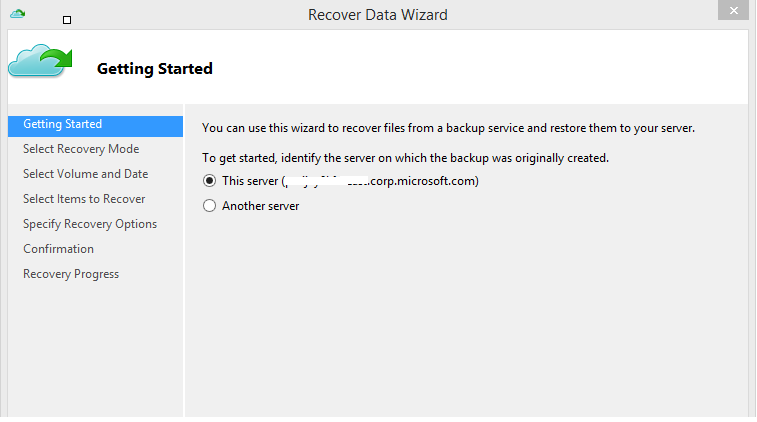 Recover Data Wizard
Getting Started
Getting Started
Select Recovery Mode
Select Volume and Date
Select Items to Recover
Specify Recovery Options
Confirmation
Recovery Progress
You can use this wizard to recover files from a backup service and restore them to your server.
To get started, identify the server on which the backup was originally created.
This server (.corp.microsoft.com)
Another server